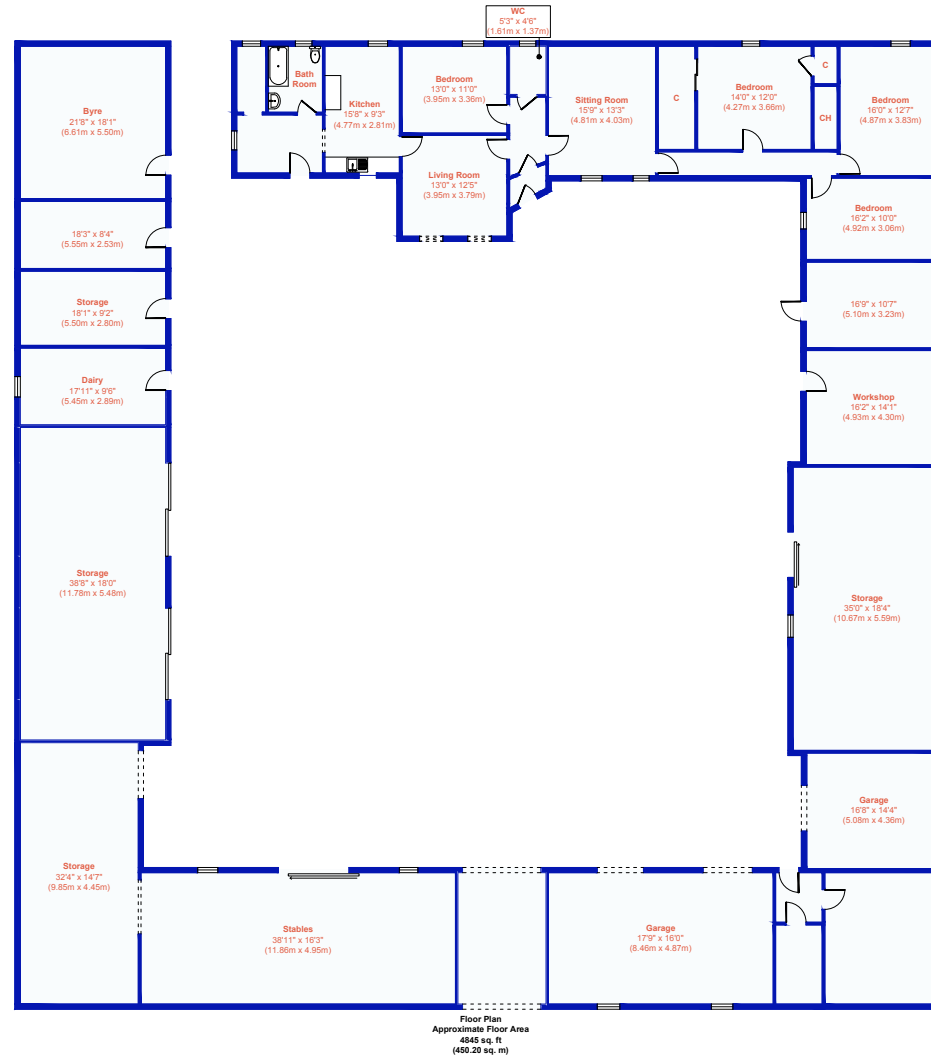 WC
5'3" x 4'6"
(1.61m x 1.37m)
Byre
21'8" x 18'1"
(6.61m x 5.50m)
Bath
Room
Kitchen
15'8" x 9'3"
(4.77m x 2.81m)
Bedroom
13'0" x 11'0"
(3.95m x 3.36m)
Sitting Room
15'9" x 13'3"
(4.81m x 4.03m)
C
Bedroom
14'0" x 12'0"
(4.27m x 3.66m)
C
CH
Bedroom
16'0" x 12'7"
(4.87m x 3.83m)
Living Room
13'0" x 12'5"
(3.95m x 3.79m)
18'3" x 8'4"
(5.55m x 2.53m)
Bedroom
16'2" x 10'0"
(4.92m x 3.06m)
Storage
18'1" x 9'2"
(5.50m x 2.80m)
16'9" x 10'7"
(5.10m x 3.23m)
Dairy
17'11" x 9'6"
(5.45m x 2.89m)
Workshop
16'2" x 14'1"
(4.93m x 4.30m)
Storage
38'8" x 18'0"
(11.78m x 5.48m)
Storage
35'0" x 18'4"
(10.67m x 5.59m)
Garage
16'8" x 14'4"
(5.08m x 4.36m)
Storage
32'4" x 14'7"
(9.85m x 4.45m)
Stables
38'11" x 16'3"
(11.86m x 4.95m)
Garage
17'9" x 16'0"
(8.46m x 4.87m)
Floor Plan
Approximate Floor Area
4845 sq. ft
(450.20 sq. m)